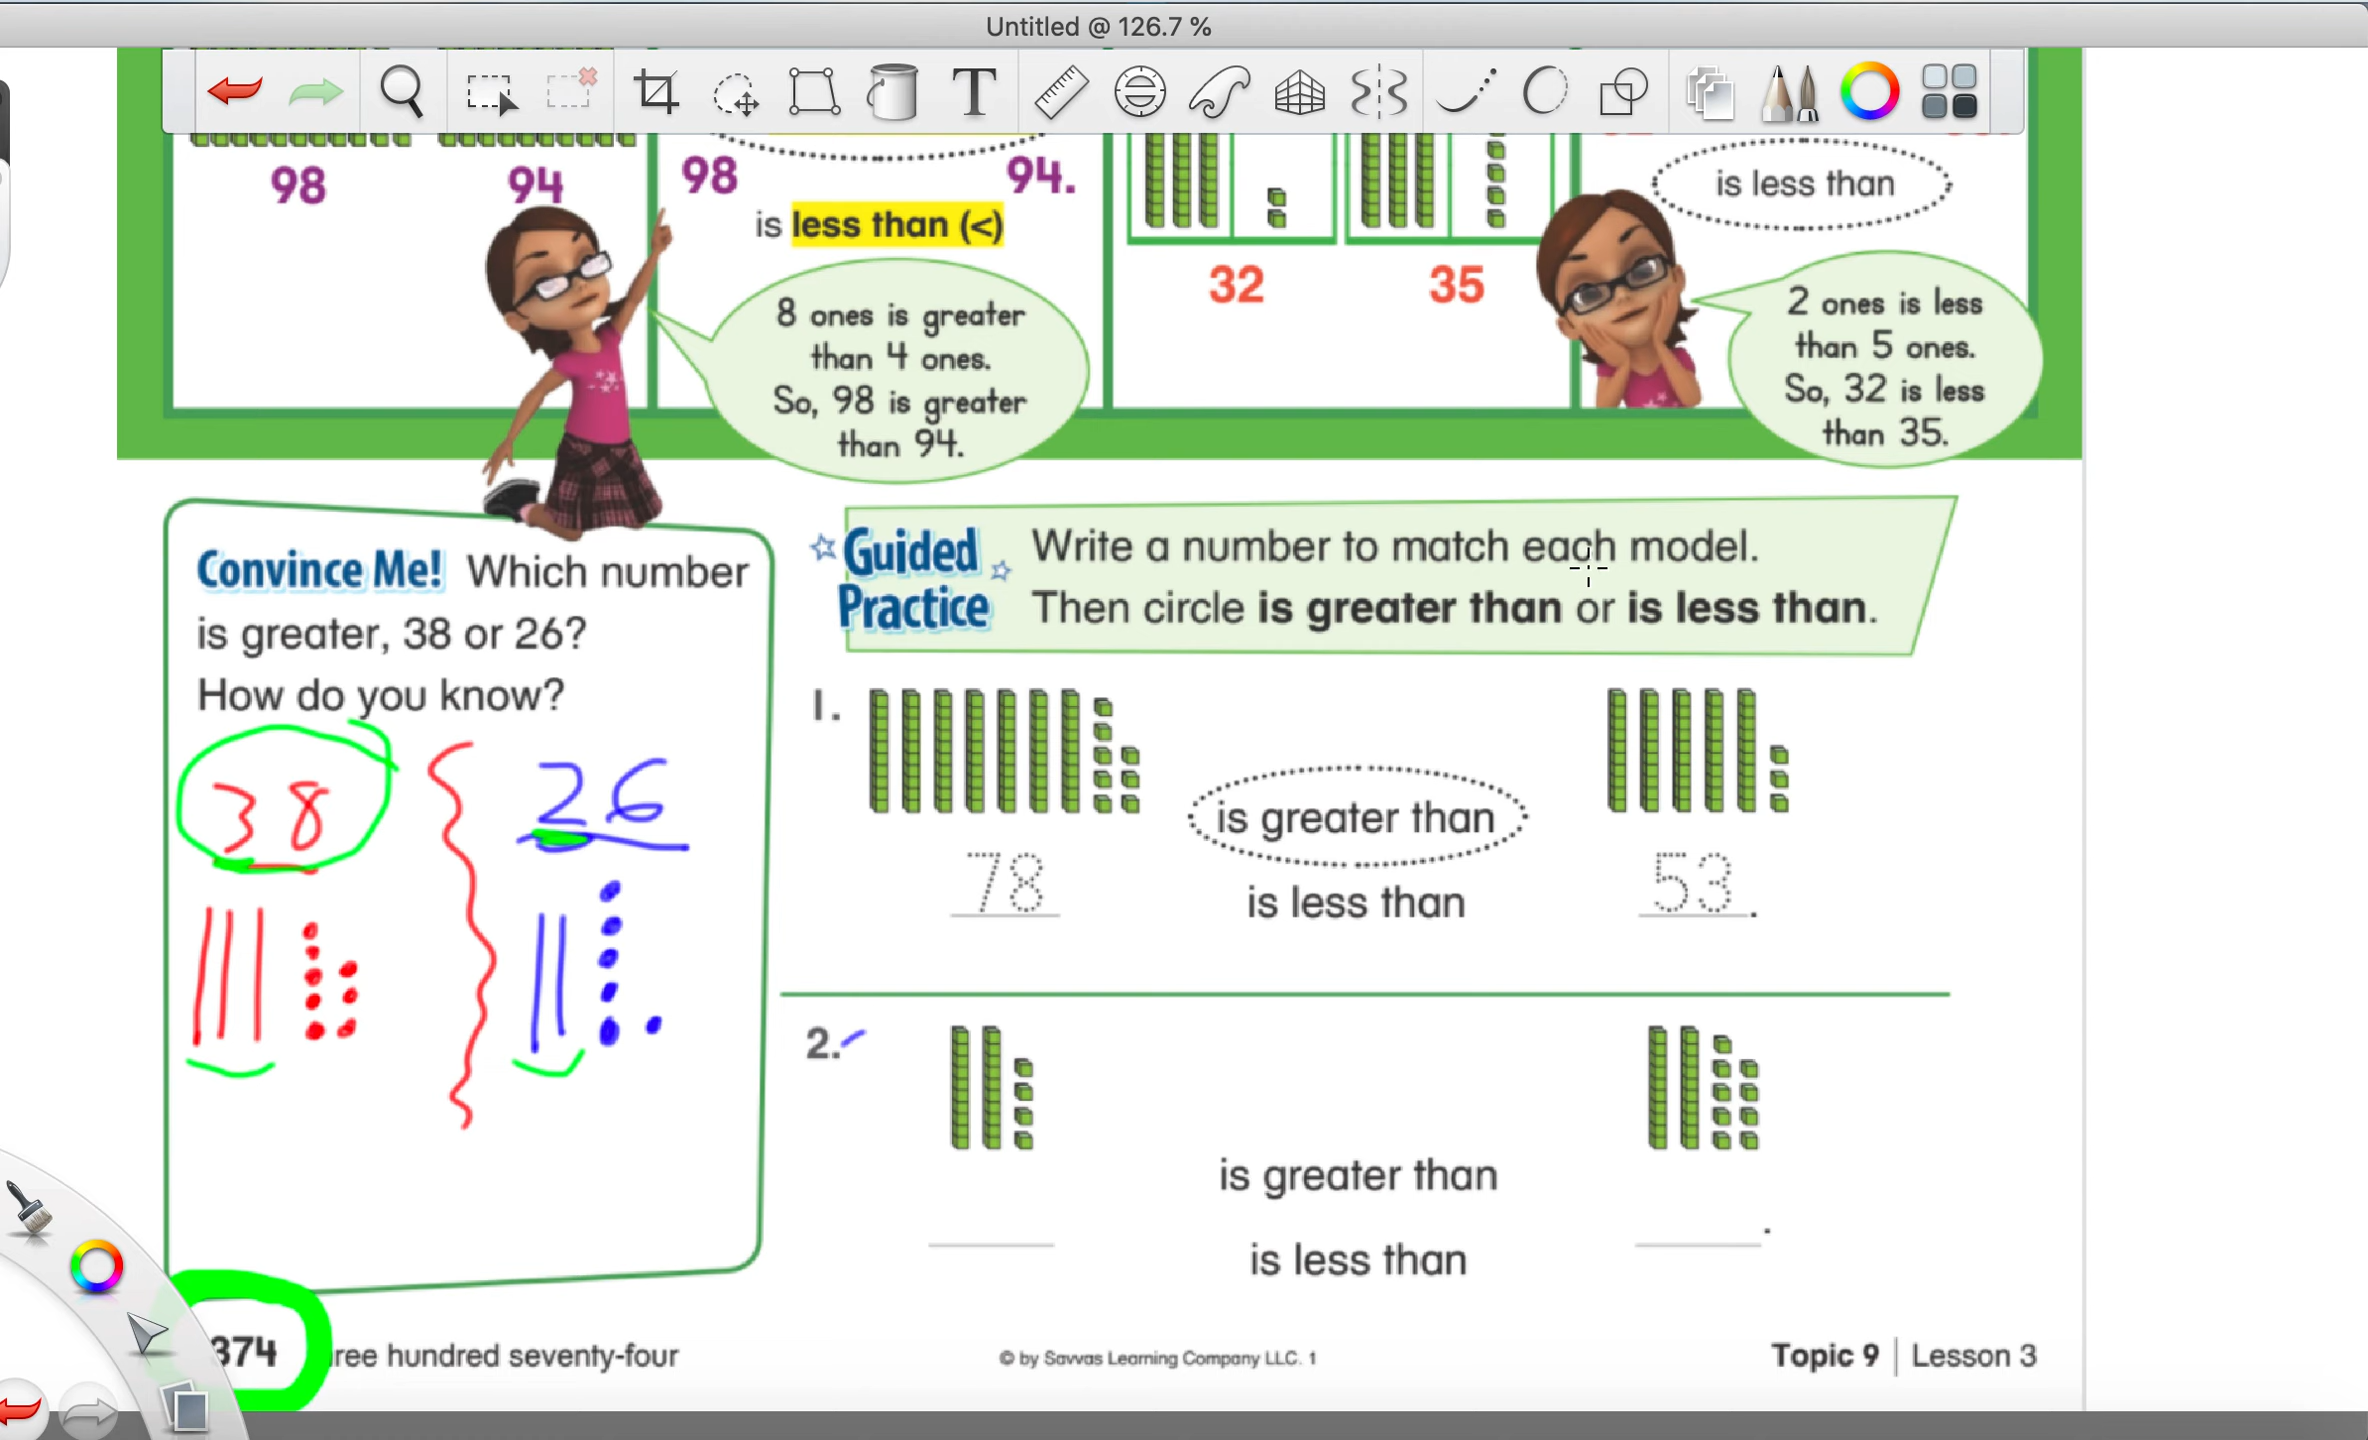 Untitled @ 126.7 %
98
94
98
94.
is less than (<)
8 ones is greater
than 4 ones.
So, 98 is greater
than 94.
32
35
is less than
2 ones is less
than 5 ones.
So, 32 is less
than 35.
Convince Me! Which number
is greater, 38 or 26?
How do you know?
38
26
Guided
Practice
Write a number to match each model.
Then circle is greater than or is less than.
1.
is greater than
78
is less than
53.
2.
is greater than
is less than
374
hundred seventy-four
© by Savvas Learning Company LLC. 1
Topic 9 | Lesson 3